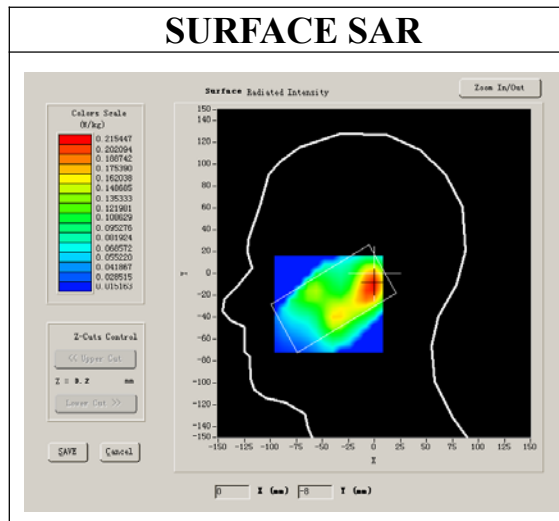 SURFACE SAR
Surface Radiated Intensity
Zoom In/Out
Colors Scale
(W/kg)
0.215447
0.202094
0.188742
0.175390
0.162038
0.148685
0.135333
0.121981
0.108629
0.095276
0.081924
0.068572
0.055220
0.041867
0.028515
0.015163
Z-Cuts Control
<< Upper Cut
Z = 3.2 mm
Lower Cut >>
SAVE Cancel
150
140
120
100
80
60
40
20
0
-20
-40
-60
-80
-100
-120
-140
-150
Y
-150 -125 -100 -75 -50 -25 0 25 50 75 100 125 150
X
0 X (mm) -8 Y (mm)